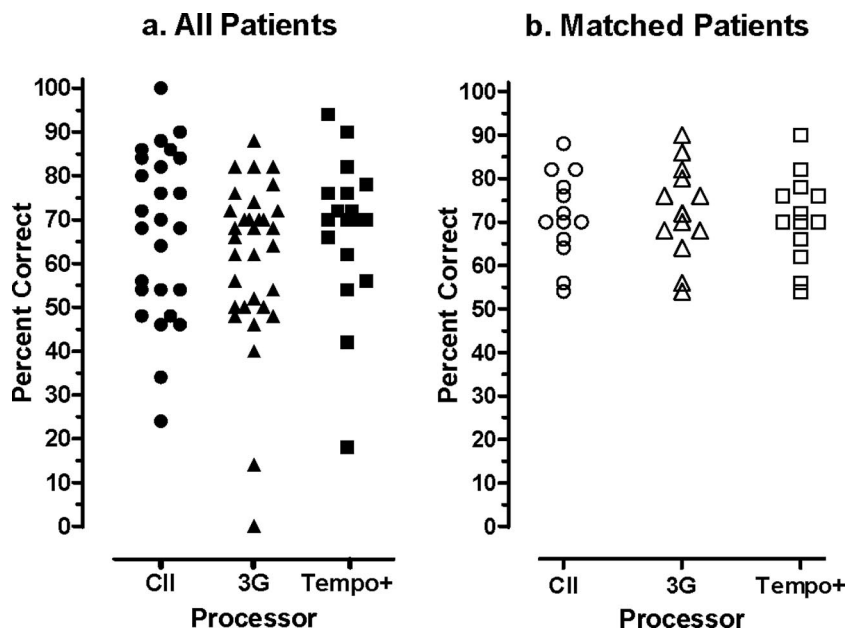 a. All Patients
Percent Correct
100
90
80
70
60
50
40
30
20
10
0
CII 3G Tempo+
Processor
b. Matched Patients
Percent Correct
100
90
80
70
60
50
40
30
20
10
0
CII 3G Tempo+
Processor